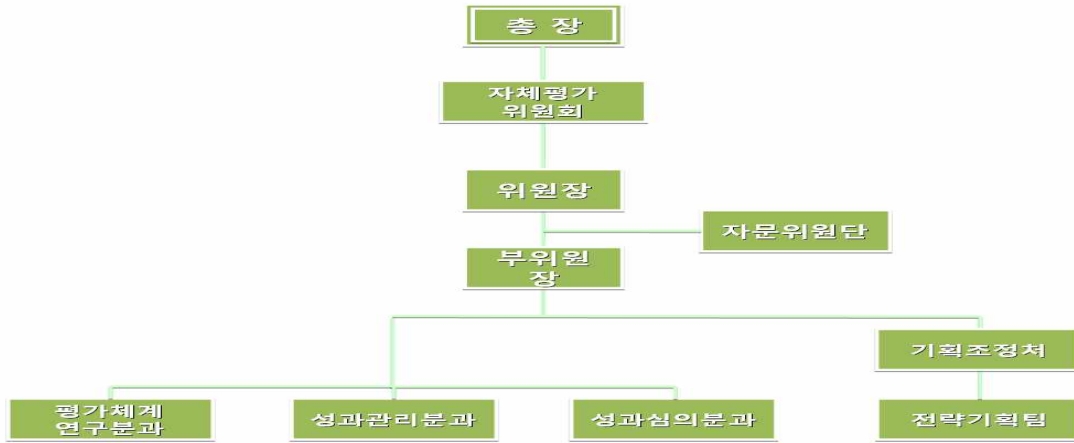 총 장
자체평가
위원회
위원장
자문위원단
부위원
장
기획조정처
평가체계
연구분과
성과관리분과
성과심의분과
전략기획팀